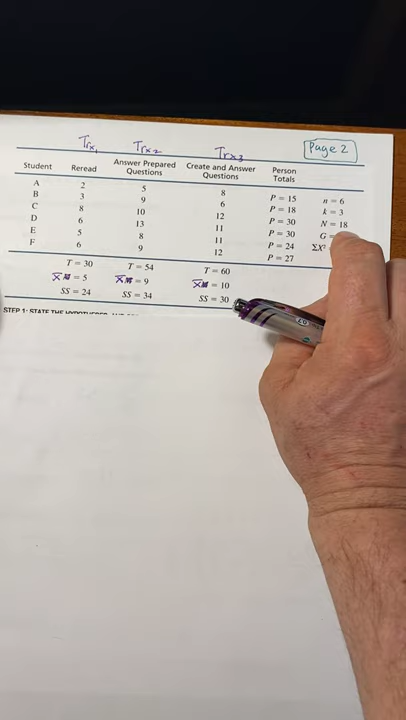 Trx1 Trx2 Trx3 Page 2
Student Reread Answer Prepared Questions Create and Answer Questions Person Totals
A 2 5 8 P = 15 n = 6
B 3 9 6 P = 18 k = 3
C 8 10 12 P = 30 N = 18
D 6 13 11 P = 30 G =
E 5 8 11 P = 24 ΣX²
F 6 9 12 P = 27
T = 30 T = 54 T = 60
X̄ = 5 X̄ = 9 X̄ = 10
SS = 24 SS = 34 SS = 30
STEP 1: STATE THE HYPOTHESES